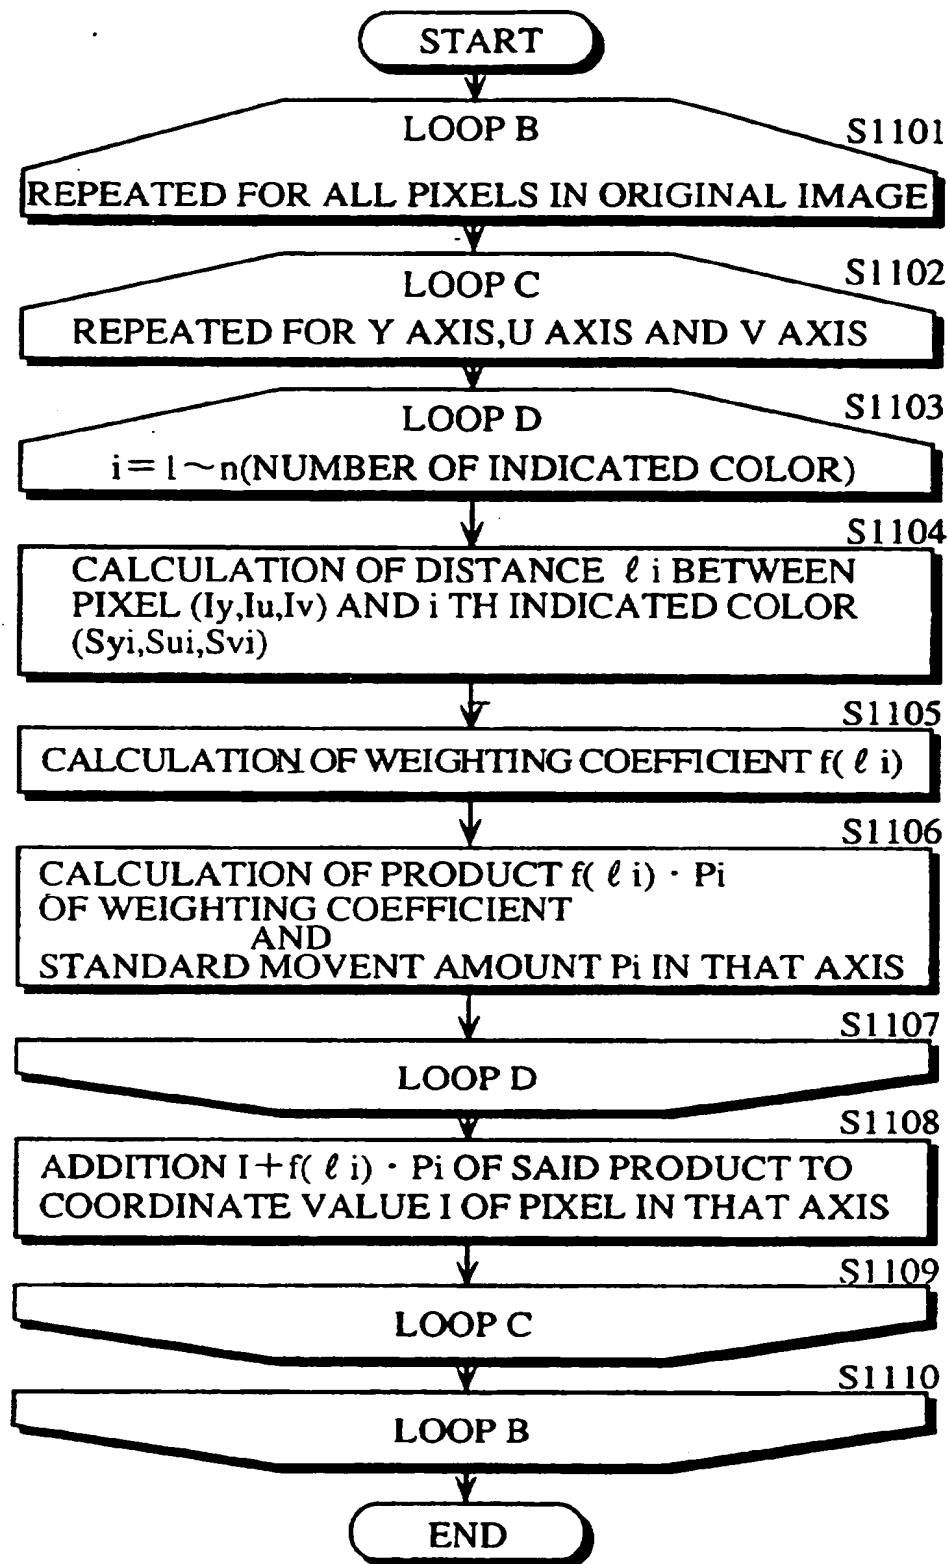 START
LOOP B
S1101
REPEATED FOR ALL PIXELS IN ORIGINAL IMAGE
LOOP C
S1102
REPEATED FOR Y AXIS,U AXIS AND V AXIS
LOOP D
S1103
i=1~n(NUMBER OF INDICATED COLOR)
S1104
CALCULATION OF DISTANCE ℓ i BETWEEN
PIXEL (Iy,Iu,Iv) AND i TH INDICATED COLOR
(Syi,Sui,Svi)
S1105
CALCULATION OF WEIGHTING COEFFICIENT f( ℓ i)
S1106
CALCULATION OF PRODUCT f( ℓ i) · Pi
OF WEIGHTING COEFFICIENT
AND
STANDARD MOVENT AMOUNT Pi IN THAT AXIS
S1107
LOOP D
S1108
ADDITION I+f( ℓ i) · Pi OF SAID PRODUCT TO
COORDINATE VALUE I OF PIXEL IN THAT AXIS
S1109
LOOP C
S1110
LOOP B
END